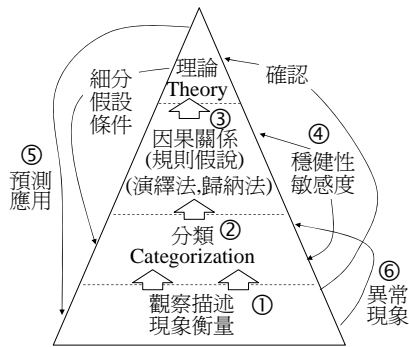 理論
Theory
③
因果關係
(規則假說)
(演繹法,歸納法)
②
分類
Categorization
①
觀察描述
現象衡量
細分
假設
條件
⑤
預測
應用
確認
④
穩健性
敏感度
⑥
異常
現象